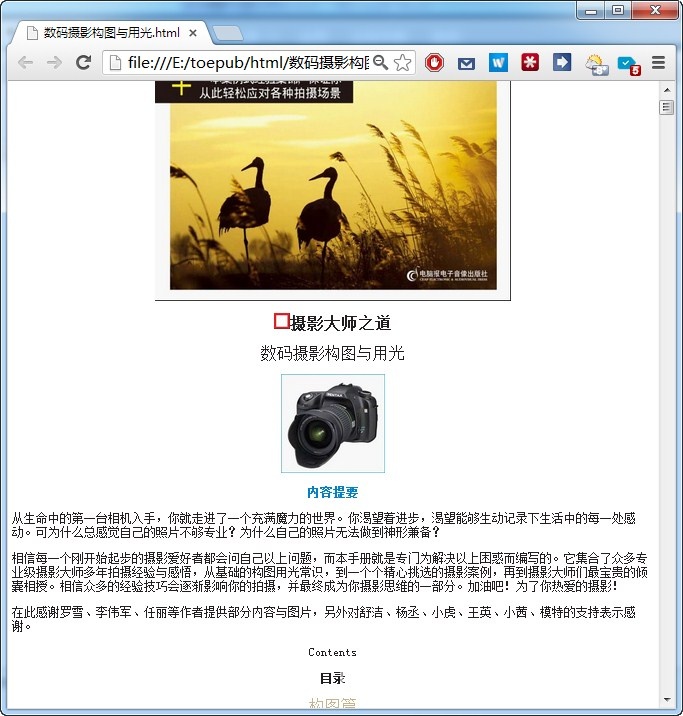 数码摄影构图与用光.html
file:///E:/toepub/html/数码摄影构图
5
从此轻松应对各种拍摄场景
电脑报电子音像出版社
摄影大师之道
数码摄影构图与用光
PENTAX
内容提要
从生命中的第一台相机入手，你就走进了一个充满魔力的世界。你渴望着进步，渴望能够生动记录下生活中的每一处感
动。可为什么总感觉自己的照片不够专业？为什么自己的照片无法做到神形兼备？
相信每一个刚开始起步的摄影爱好者都会问自己以上问题，而本手册就是专门为解决以上困惑而编写的。它集合了众多专
业级摄影大师多年拍摄经验与感悟，从基础的构图用光常识，到一个个精心挑选的摄影案例，再到摄影大师们最宝贵的倾
囊相授。相信众多的经验技巧会逐渐影响你的拍摄，并最终成为你摄影思维的一部分。加油吧！为了你热爱的摄影！
在此感谢罗雪、李伟军、任丽等作者提供部分内容与图片，另外对舒洁、杨丞、小虎、王英、小茜、模特的支持表示感
谢。
Contents
目录
构图篇